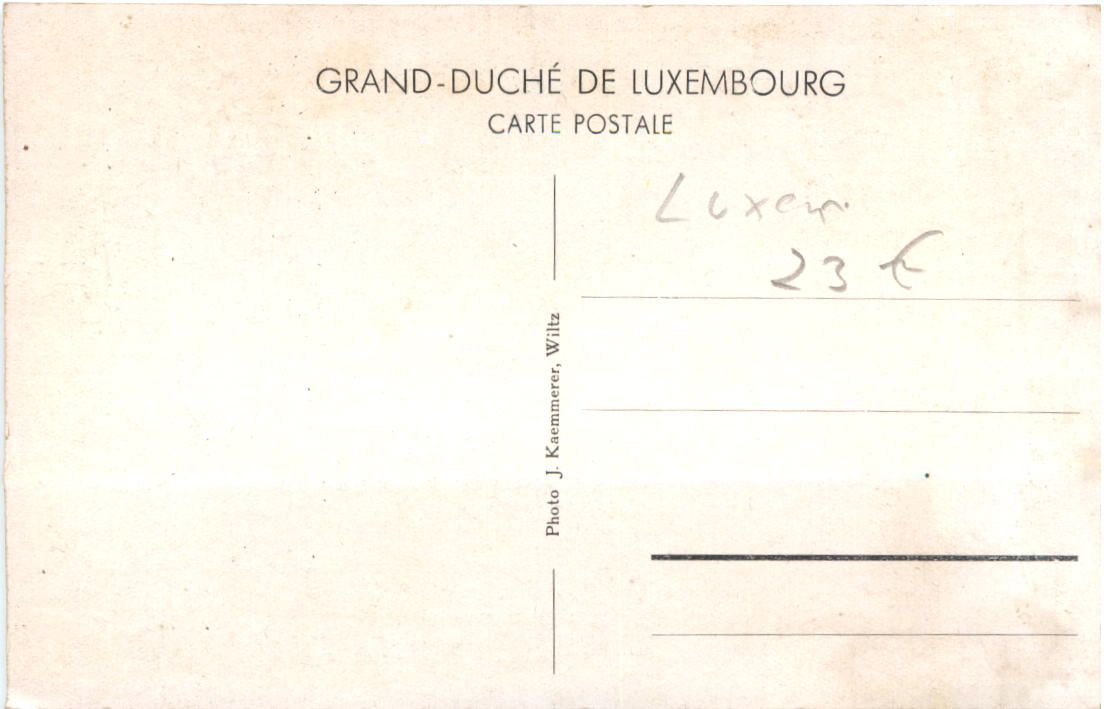 GRAND-DUCHÉ DE LUXEMBOURG
CARTE POSTALE
Luxem.
23 €
Photo J. Kaemmerer, Wiltz